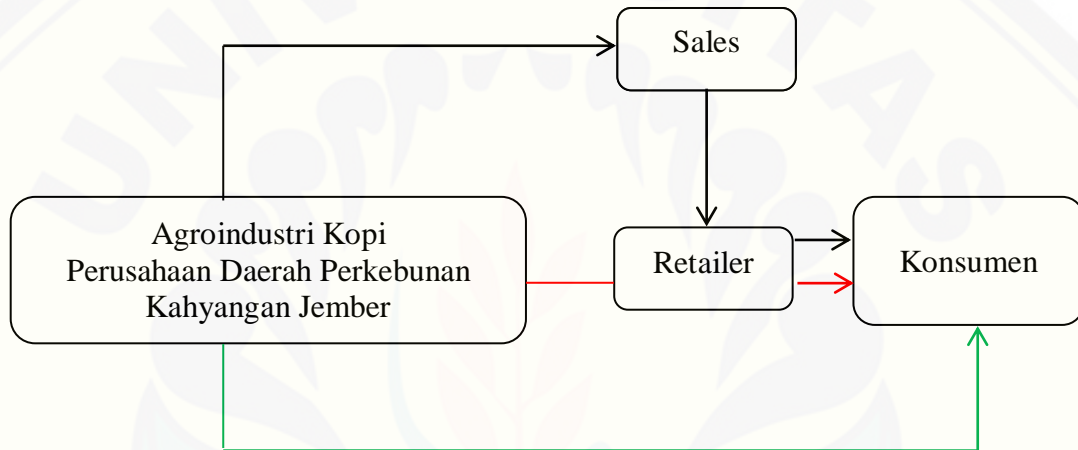 Sales
Agroindustri Kopi
Perusahaan Daerah Perkebunan
Kahyangan Jember
Retailer
Konsumen